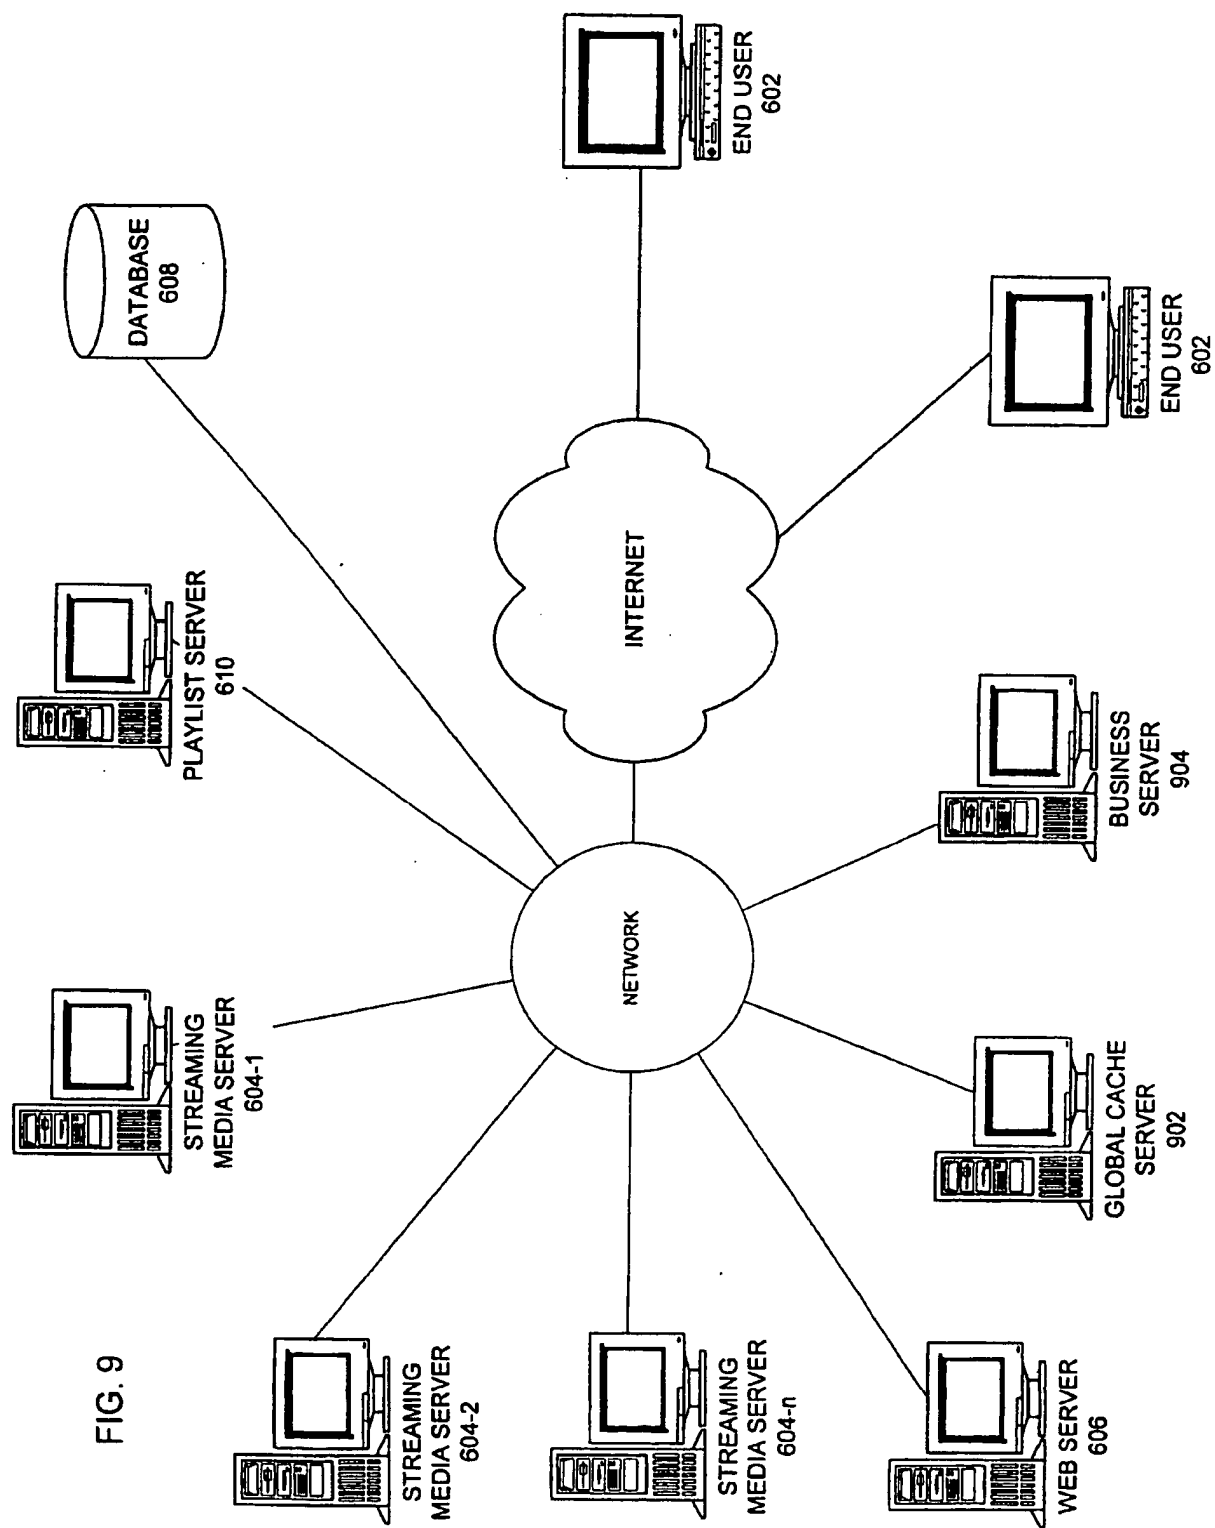 FIG. 9
STREAMING
MEDIA SERVER
604-1
PLAYLIST SERVER
610
DATABASE
608
STREAMING
MEDIA SERVER
604-2
STREAMING
MEDIA SERVER
604-n
NETWORK
INTERNET
END USER
602
WEB SERVER
606
GLOBAL CACHE
SERVER
902
BUSINESS
SERVER
904
END USER
602